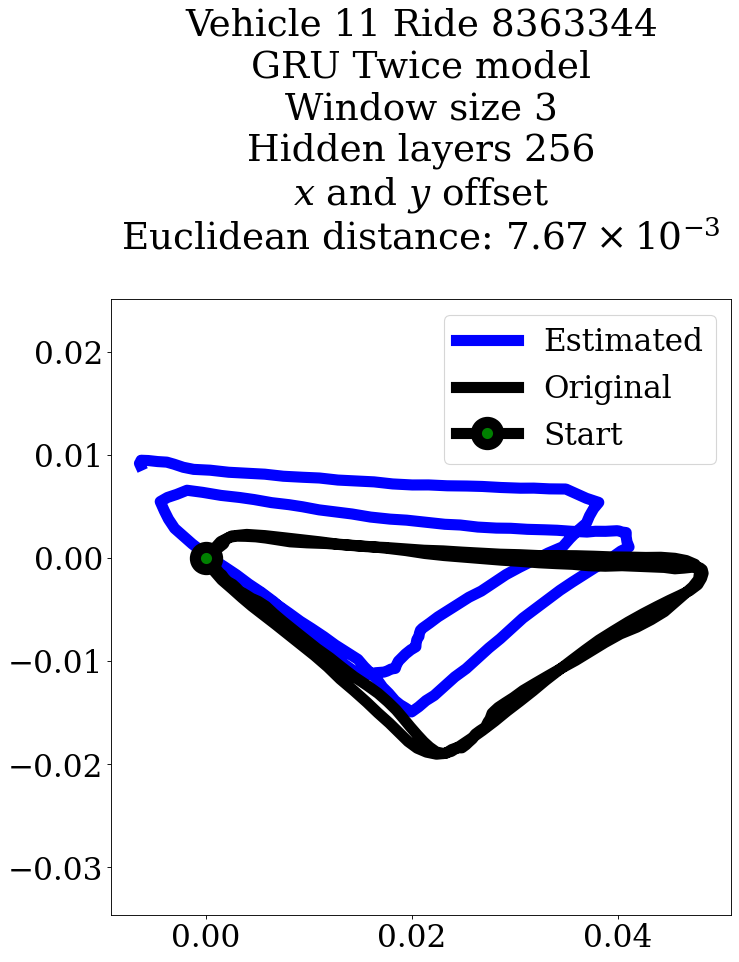 Vehicle 11 Ride 8363344
GRU Twice model
Window size 3
Hidden layers 256
x and y offset
Euclidean distance: 7.67 × 10⁻³
Estimated
Original
Start
0.02
0.01
0.00
−0.01
−0.02
−0.03
0.00 0.02 0.04